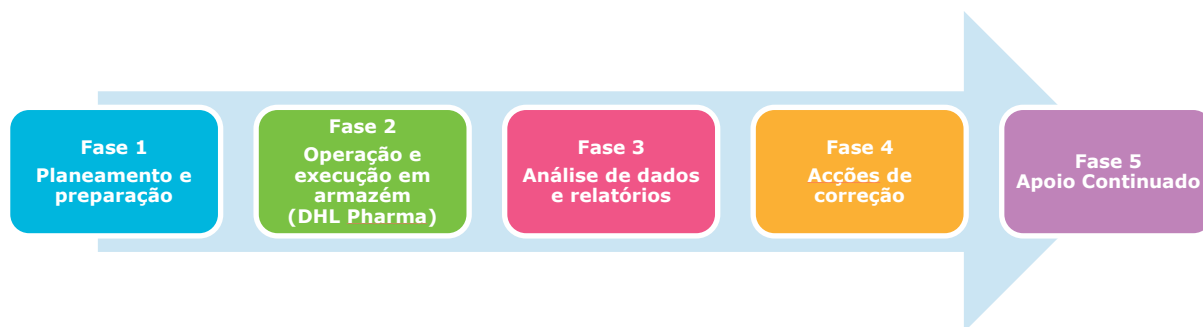 Fase 1
Planeamento e
preparação
Fase 2
Operação e
execução em
armazém
(DHL Pharma)
Fase 3
Análise de dados
e relatórios
Fase 4
Acções de
correção
Fase 5
Apoio Continuado